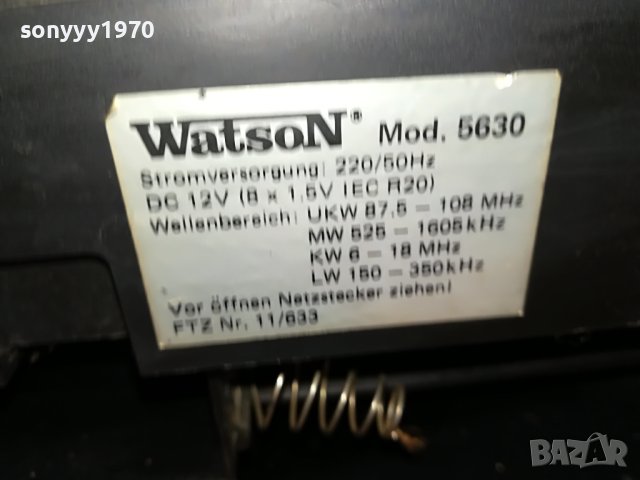 sonyyy1970
WatsoN® Mod. 5630
Stromversorgung: 220/50Hz
DC 12V (8 x 1,5V IEC R20)
Wellenbereich: UKW 87,5 - 108 MHz
MW 525 - 1605kHz
KW 6 - 18 MHz
LW 150 - 350kHz
Vor öffnen Netzstecker ziehen!
FTZ Nr. 11/633
BAZAR